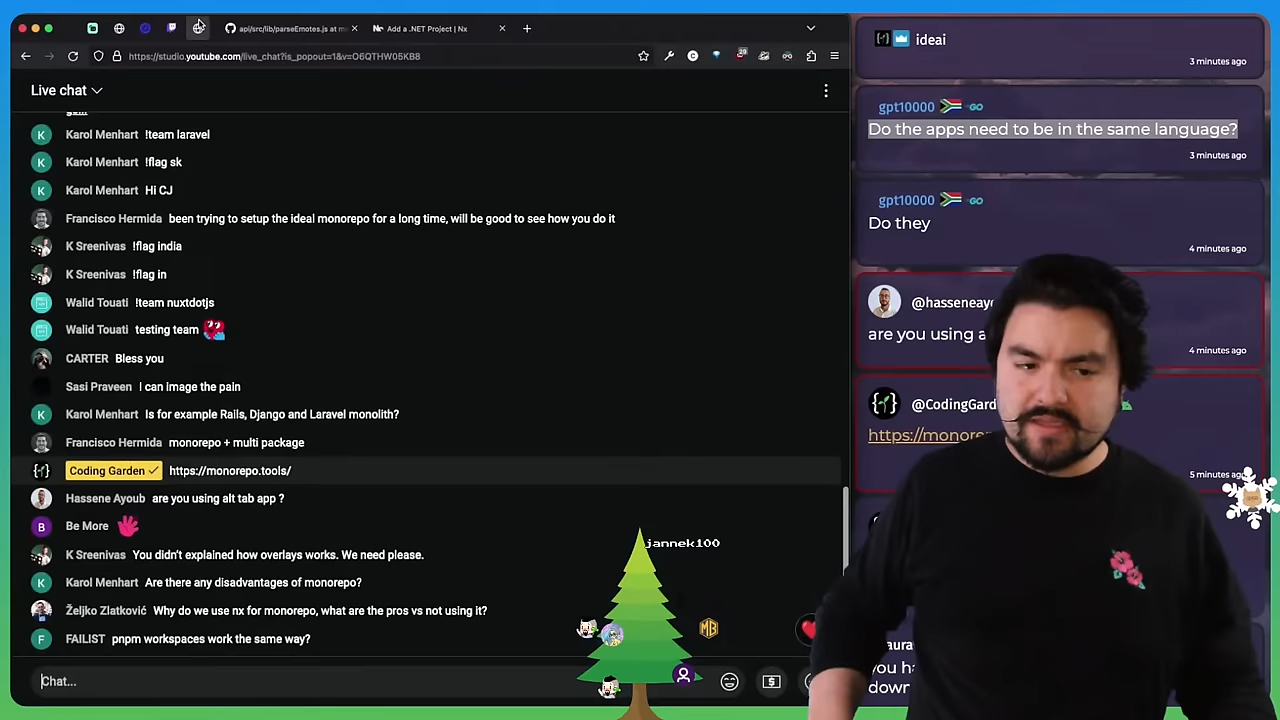 api/src/lib/parseEmotes.js at m
Add a .NET Project | Nx
https://studio.youtube.com/live_chat?is_popout=1&v=O6QTHW05KB8
29
Live chat
Karol Menhart !team laravel
Karol Menhart !flag sk
Karol Menhart Hi CJ
Francisco Hermida been trying to setup the ideal monorepo for a long time, will be good to see how you do it
K Sreenivas !flag india
K Sreenivas !flag in
Walid Touati !team nuxtdotjs
Walid Touati testing team
CARTER Bless you
Sasi Praveen I can image the pain
Karol Menhart Is for example Rails, Django and Laravel monolith?
Francisco Hermida monorepo + multi package
Coding Garden https://monorepo.tools/
Hassene Ayoub are you using alt tab app ?
Be More
K Sreenivas You didn't explained how overlays works. We need please.
Karol Menhart Are there any disadvantages of monorepo?
Željko Zlatković Why do we use nx for monorepo, what are the pros vs not using it?
FAILIST pnpm workspaces work the same way?
Chat...
jannek100
MB
ideai
3 minutes ago
gpt10000 GO
Do the apps need to be in the same language?
3 minutes ago
gpt10000 GO
Do they
4 minutes ago
@hasseneayo
are you using a
4 minutes ago
@CodingGard
https://monorep
5 minutes ago
aura
you ha
down